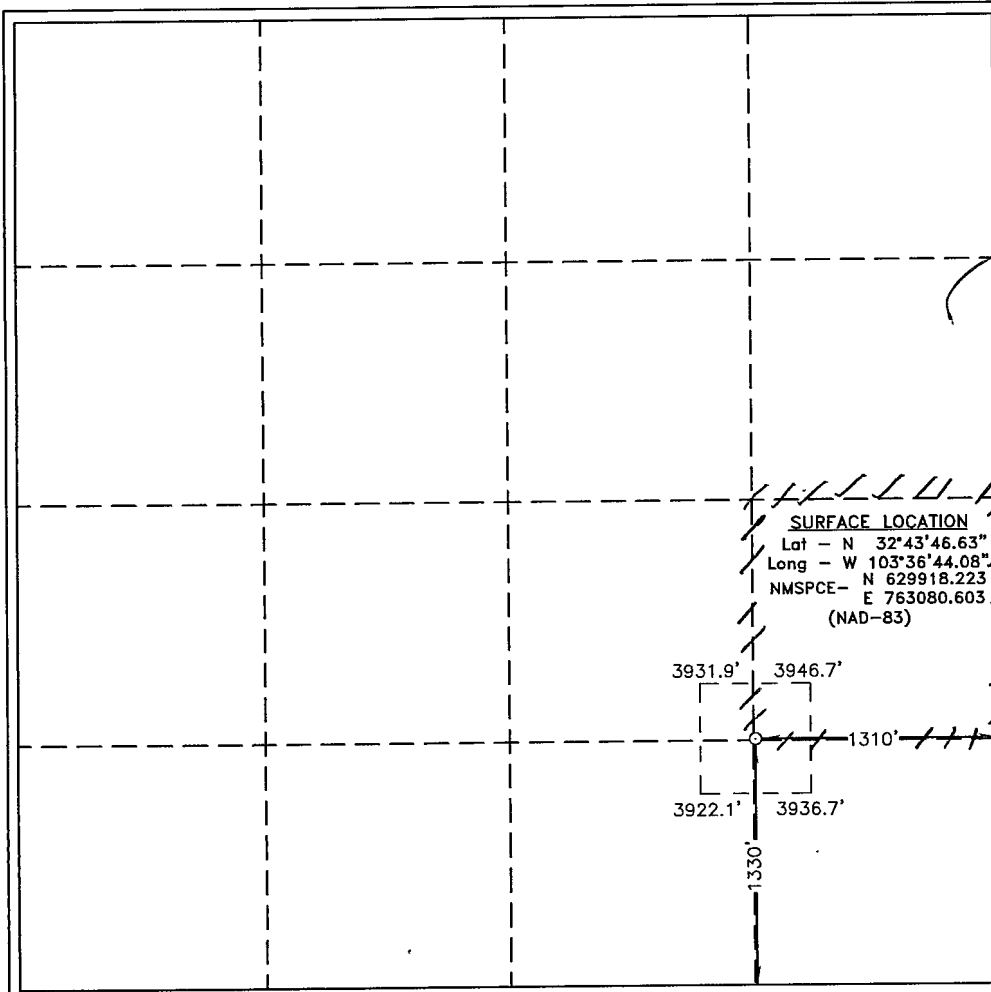 SURFACE LOCATION
Lat - N 32°43'46.63"
Long - W 103°36'44.08"
NMSPCE- N 629918.223
E 763080.603
(NAD-83)
3931.9' 3946.7'
1310'
3922.1' 3936.7'
1330'